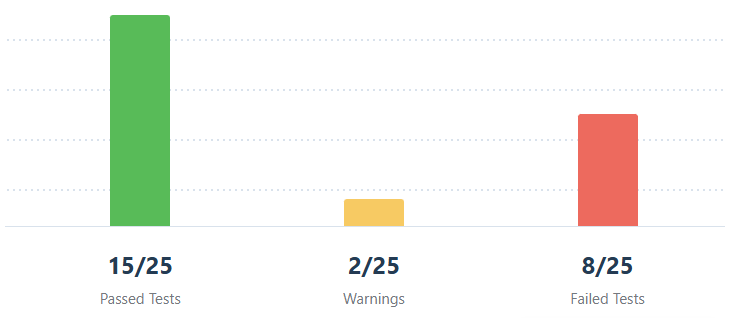 15/25
Passed Tests
2/25
Warnings
8/25
Failed Tests